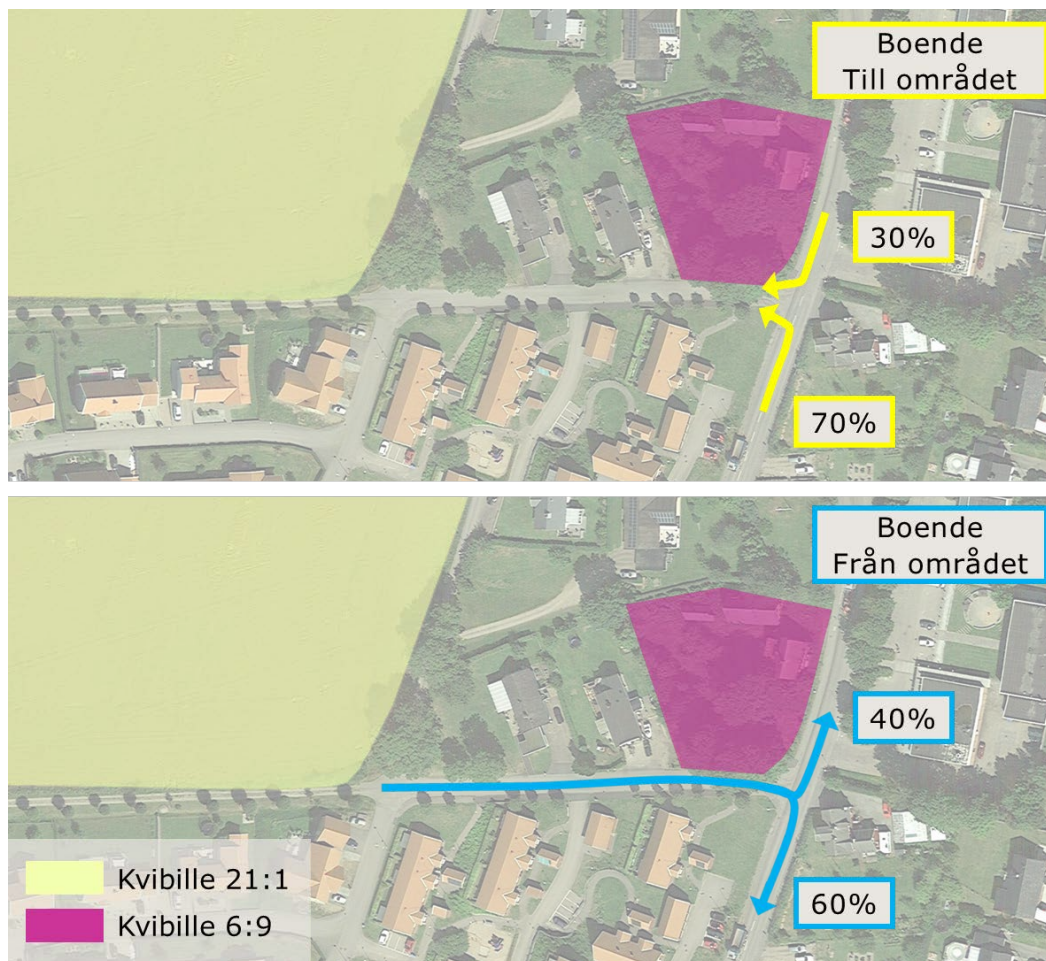 Boende
Till området
30%
70%
Boende
Från området
40%
60%
Kvibille 21:1
Kvibille 6:9